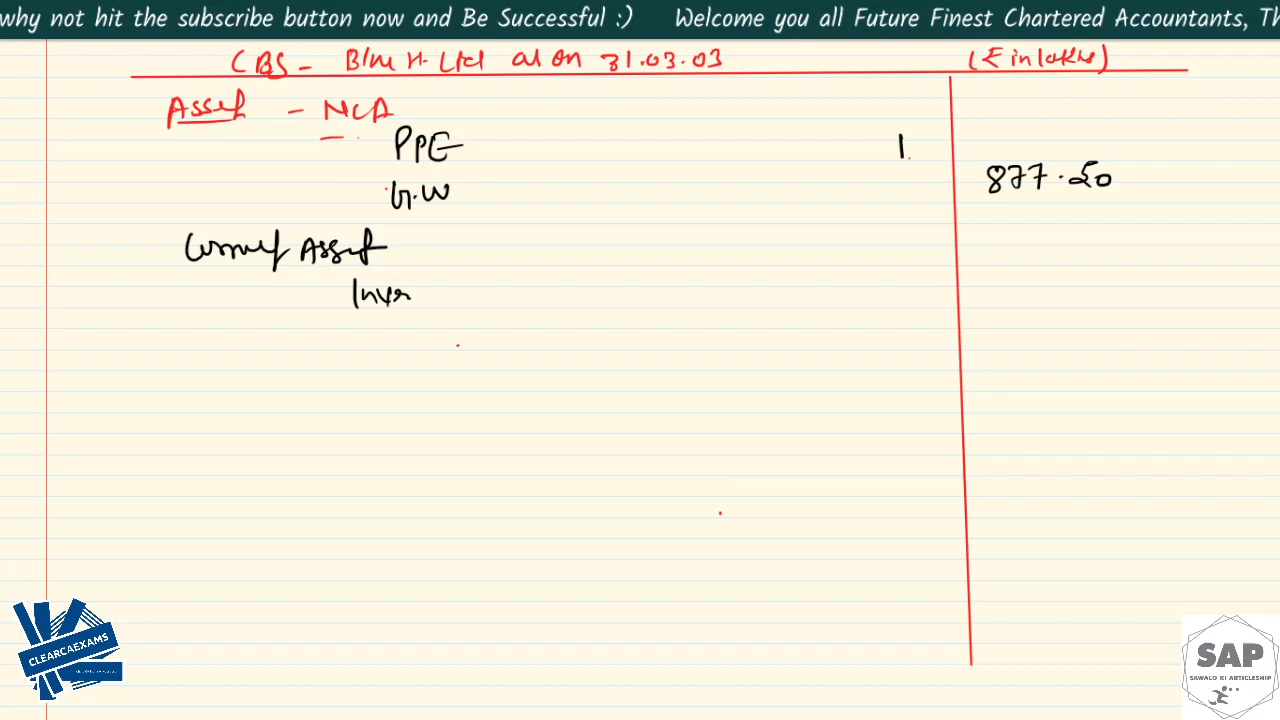 why not hit the subscribe button now and Be Successful :) Welcome you all Future Finest Chartered Accountants, Th
CBS - Blue H. Ltd as on 31.03.03 (₹ in lakhs)
Asset - NCA
PPE 1
877.50
G.W
Current Asset
Inve
CLEARCAEXAMS
SAP
SAWALO KI ARTICLESHIP